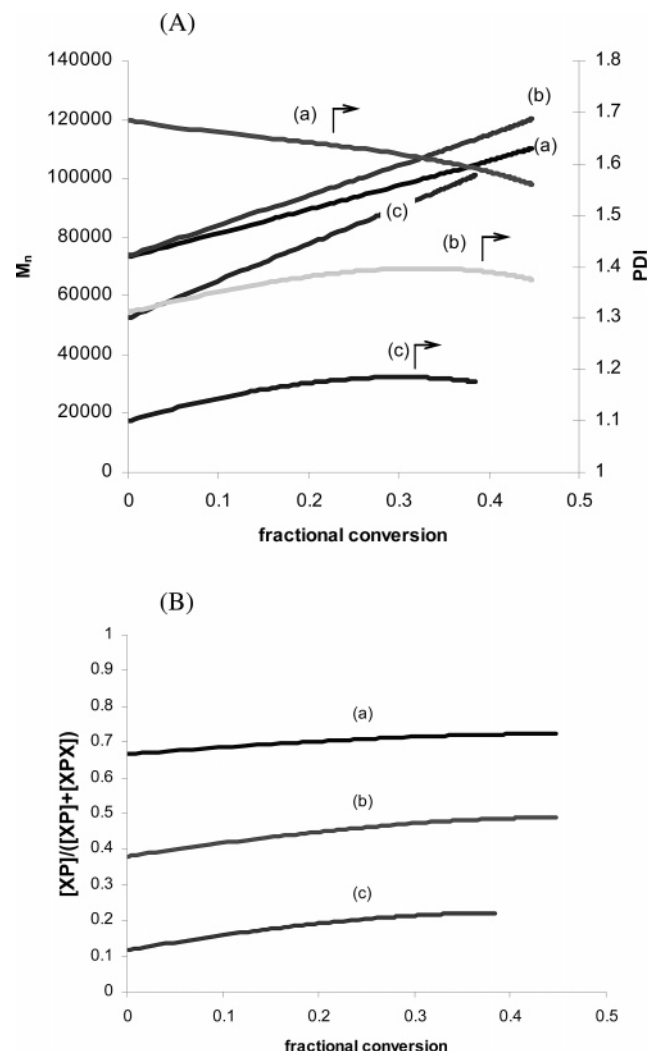 (A)
140000
120000
100000
80000
60000
40000
20000
0
Mn
1.8
1.7
1.6
1.5
1.4
1.3
1.2
1.1
1
PDI
(a)
(b)
(a)
(c)
(b)
(c)
0
0.1
0.2
0.3
0.4
0.5
fractional conversion
(B)
1
0.9
0.8
0.7
0.6
0.5
0.4
0.3
0.2
0.1
0
[XP]/([XP]+[XPX])
(a)
(b)
(c)
0
0.1
0.2
0.3
0.4
0.5
fractional conversion